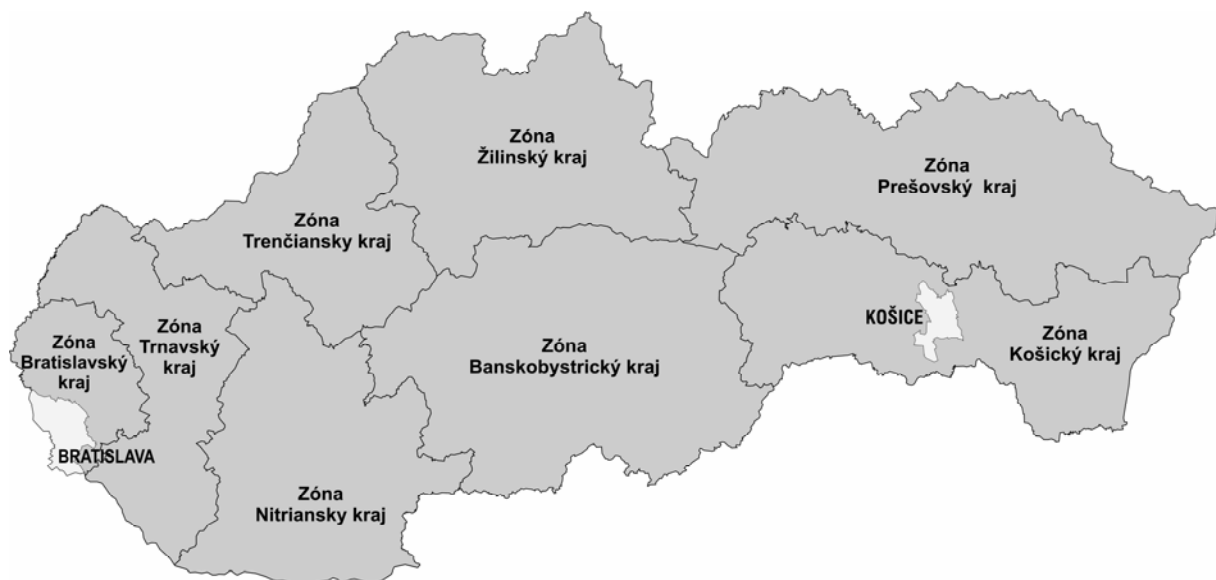 Zóna
Žilinský kraj
Zóna
Prešovský kraj
Zóna
Trenčiansky kraj
KOŠICE
Zóna
Košický kraj
Zóna
Trnavský
kraj
Zóna
Bratislavský
kraj
Zóna
Banskobystrický kraj
BRATISLAVA
Zóna
Nitriansky kraj